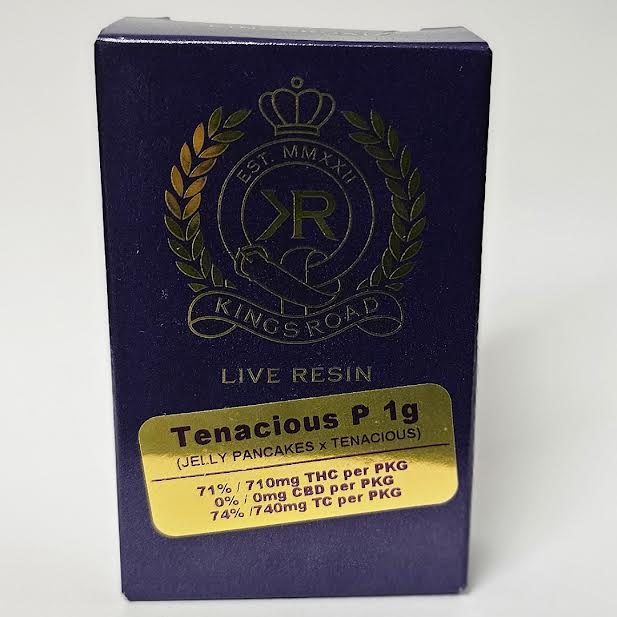 EST. MMXXII
KR
KINGSROAD
LIVE RESIN
Tenacious P 1g
(JELLY PANCAKES x TENACIOUS)
71% / 710mg THC per PKG
0% / 0mg CBD per PKG
74% /740mg TC per PKG